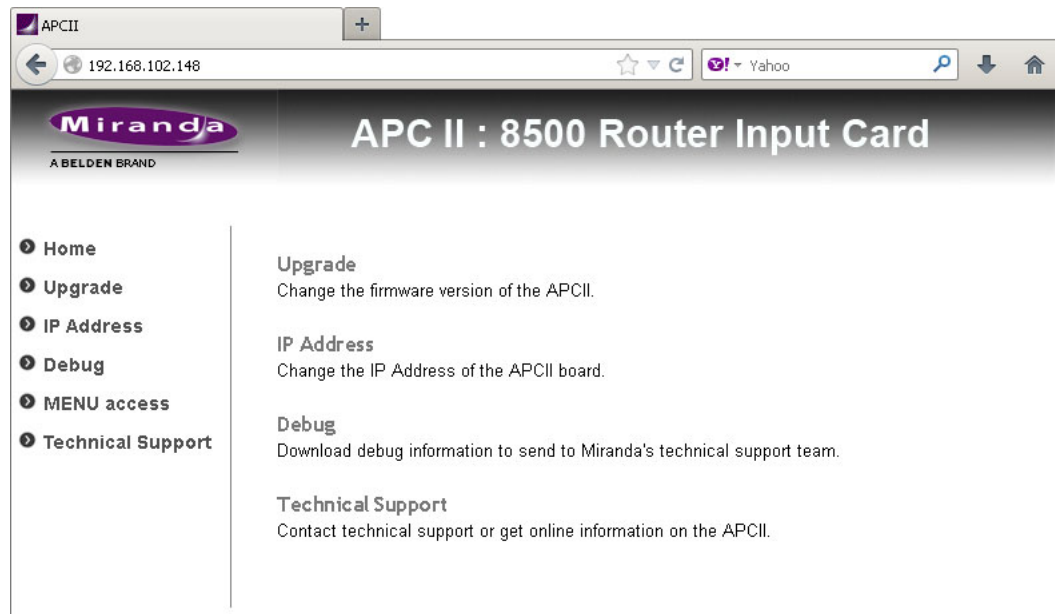 APCII
192.168.102.148
Yahoo
Miranda
A BELDEN BRAND
APC II : 8500 Router Input Card
Home
Upgrade
IP Address
Debug
MENU access
Technical Support
Upgrade
Change the firmware version of the APCII.
IP Address
Change the IP Address of the APCII board.
Debug
Download debug information to send to Miranda's technical support team.
Technical Support
Contact technical support or get online information on the APCII.